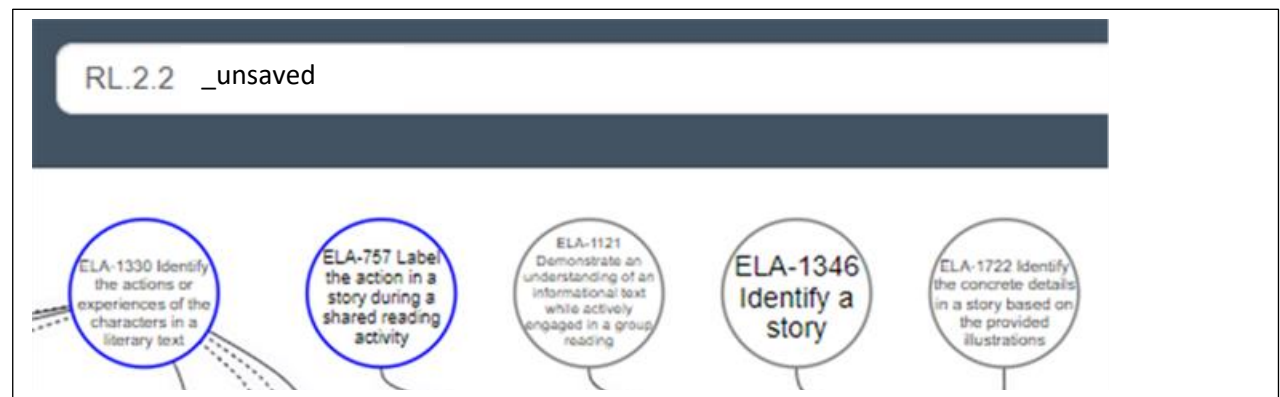 RL.2.2 _unsaved
ELA-1330 Identify
the actions or
experiences of the
characters in a
literary text
ELA-757 Label
the action in a
story during a
shared reading
activity
ELA-1121
Demonstrate an
understanding of an
informational text
while actively
engaged in a group
reading
ELA-1346
Identify a
story
ELA-1722 Identify
the concrete details
in a story based on
the provided
illustrations